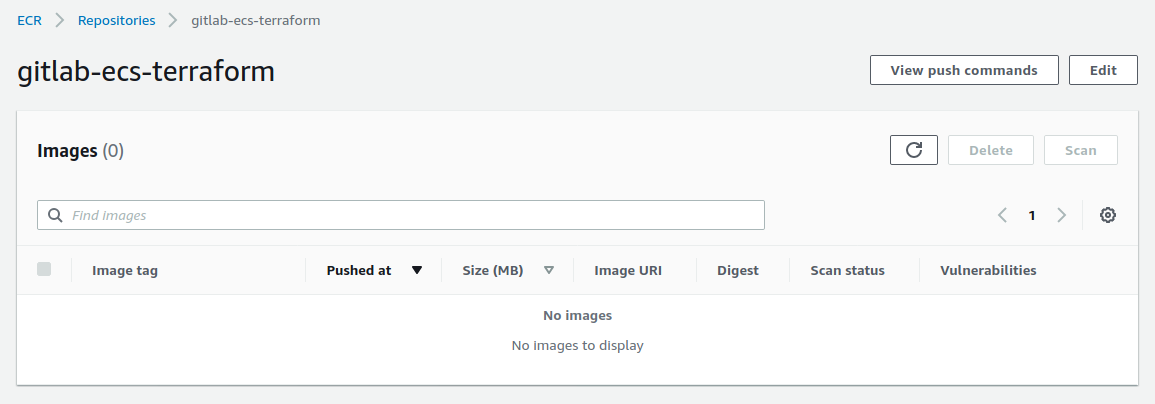 ECR > Repositories > gitlab-ecs-terraform
gitlab-ecs-terraform
View push commands Edit
Images (0)
Delete Scan
Find Images
1
Image tag Pushed at Size (MB) Image URI Digest Scan status Vulnerabilities
No images
No images to display